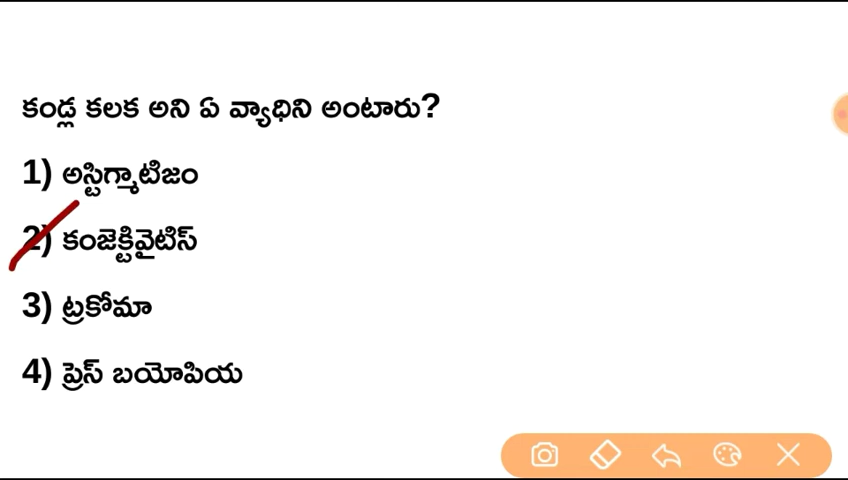 కండ్ల కలక అని ఏ వ్యాధిని అంటారు?
1) అస్టిగ్మాటిజం
2) కంజెక్టివైటిస్
3) ట్రకోమా
4) ప్రెస్ బయోపియ